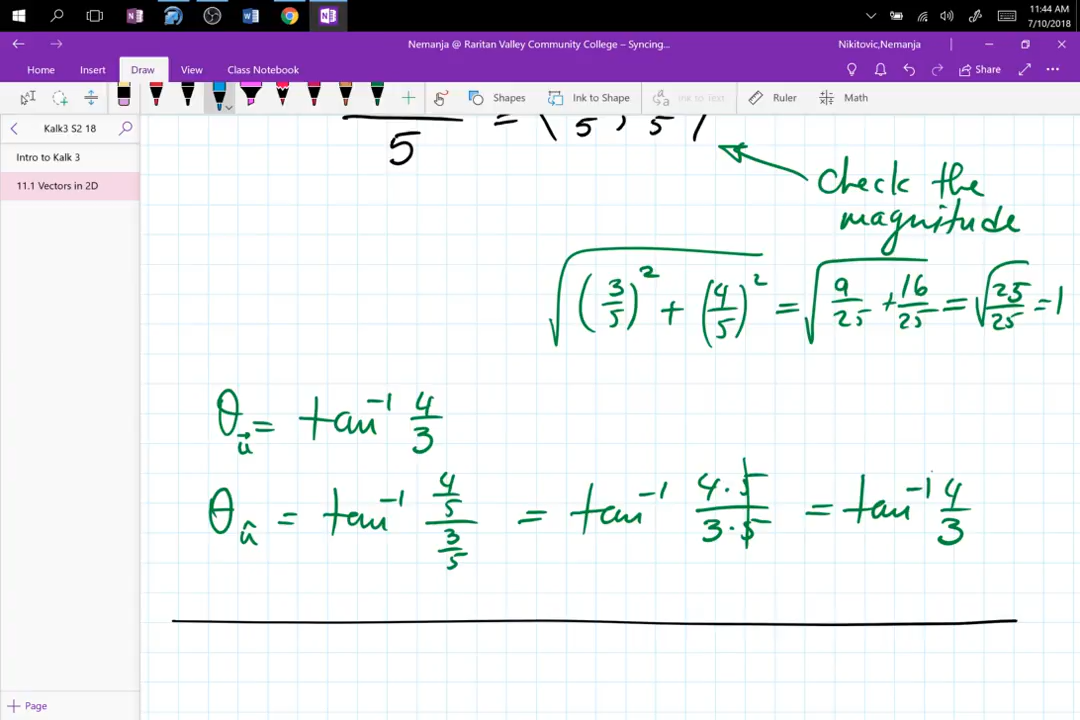 11:44 AM
7/10/2018
Nemanja @ Raritan Valley Community College – Syncing...
Nikitovic,Nemanja
Home Insert Draw View Class Notebook
Share
Shapes Ink to Shape Ink to Text Ruler Math
Kalk3 S2 18
Intro to Kalk 3
11.1 Vectors in 2D
Page
5 = ( 5 , 5 )
check the
magnitude
√((3/5)² + (4/5)²) = √(9/25 + 16/25) = √(25/25) = 1
θ_u⃗ = tan⁻¹ 4/3
θ_û = tan⁻¹ (4/5)/(3/5) = tan⁻¹ (4·5)/(3·5) = tan⁻¹ 4/3